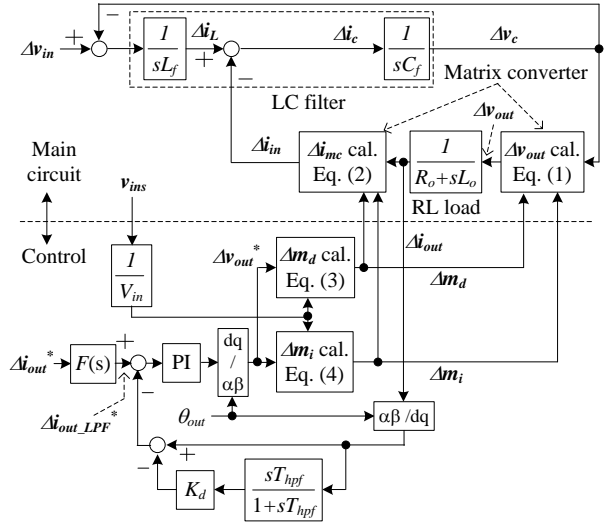 Δv_in
+
−
1
sL_f
Δi_L
+
−
Δi_c
1
sC_f
Δv_c
LC filter
Matrix converter
Δv_out
Δi_in
Δi_mc cal.
Eq. (2)
1
R_o+sL_o
Δv_out cal.
Eq. (1)
RL load
Main
circuit
Control
v_ins
1
V_in
Δv_out*
Δm_d cal.
Eq. (3)
Δi_out
Δm_d
Δi_out*
F(s)
+
−
PI
dq
/
αβ
Δm_i cal.
Eq. (4)
Δm_i
Δi_out_LPF*
θ_out
αβ /dq
+
−
K_d
sT_hpf
1+sT_hpf